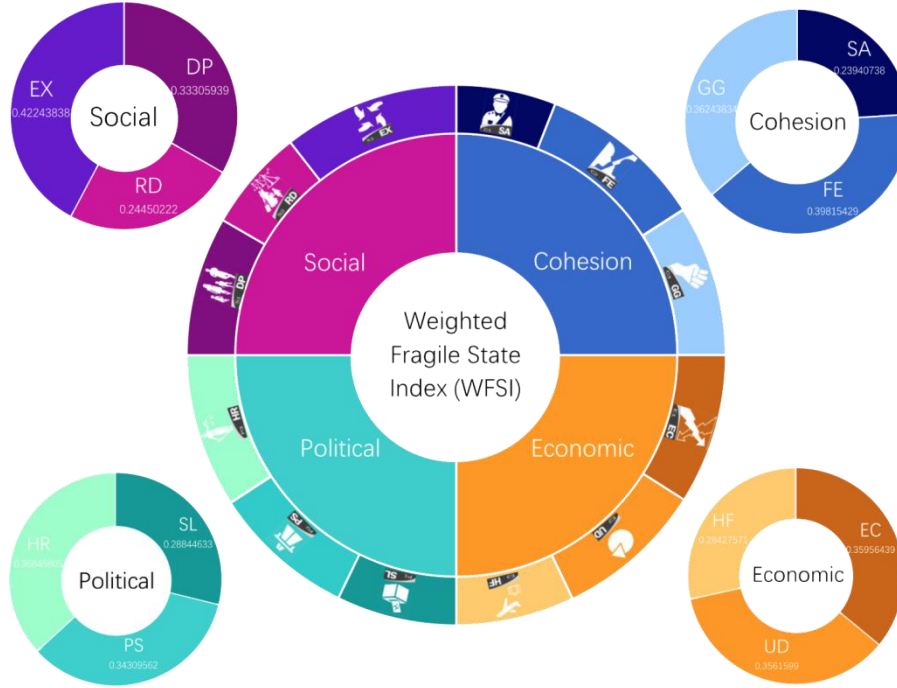 EX
0.42243838
DP
0.33305939
Social
RD
0.24450222
SA
0.23940738
GG
0.36243834
Cohesion
FE
0.39815429
EX
SA
RD
FE
DP
GG
Social
Cohesion
Weighted
Fragile State
Index (WFSI)
Political
Economic
HR
EC
PS
UD
SL
HF
SL
0.28844633
HR
0.36845805
Political
PS
0.34309562
HF
0.28427571
EC
0.35956439
Economic
UD
0.3561599